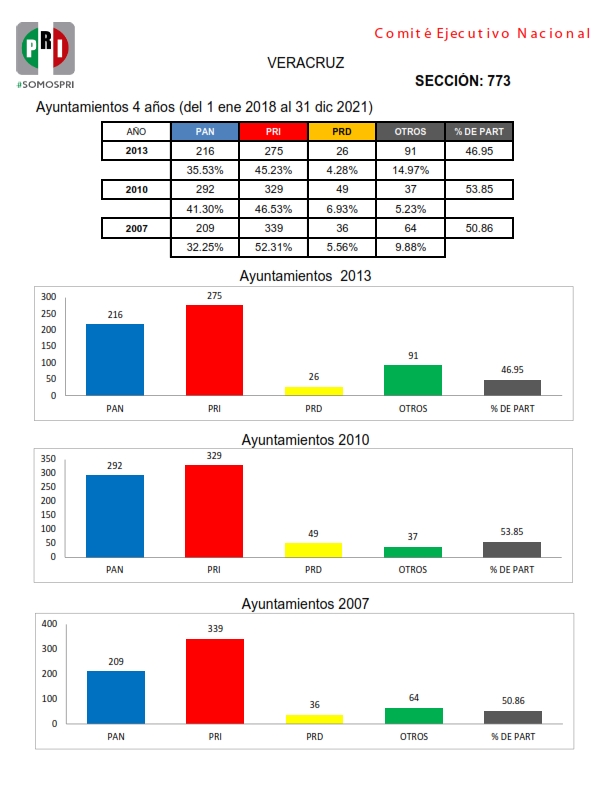 Comité Ejecutivo Nacional
PRI
#SOMOSPRI
VERACRUZ
SECCIÓN: 773
Ayuntamientos 4 años (del 1 ene 2018 al 31 dic 2021)
AÑO PAN PRI PRD OTROS % DE PART
2013 216 275 26 91 46.95
35.53% 45.23% 4.28% 14.97%
2010 292 329 49 37 53.85
41.30% 46.53% 6.93% 5.23%
2007 209 339 36 64 50.86
32.25% 52.31% 5.56% 9.88%
Ayuntamientos 2013
300
250
200
150
100
50
0
216 275 26 91 46.95
PAN PRI PRD OTROS % DE PART
Ayuntamientos 2010
350
300
250
200
150
100
50
0
292 329 49 37 53.85
PAN PRI PRD OTROS % DE PART
Ayuntamientos 2007
400
300
200
100
0
209 339 36 64 50.86
PAN PRI PRD OTROS % DE PART